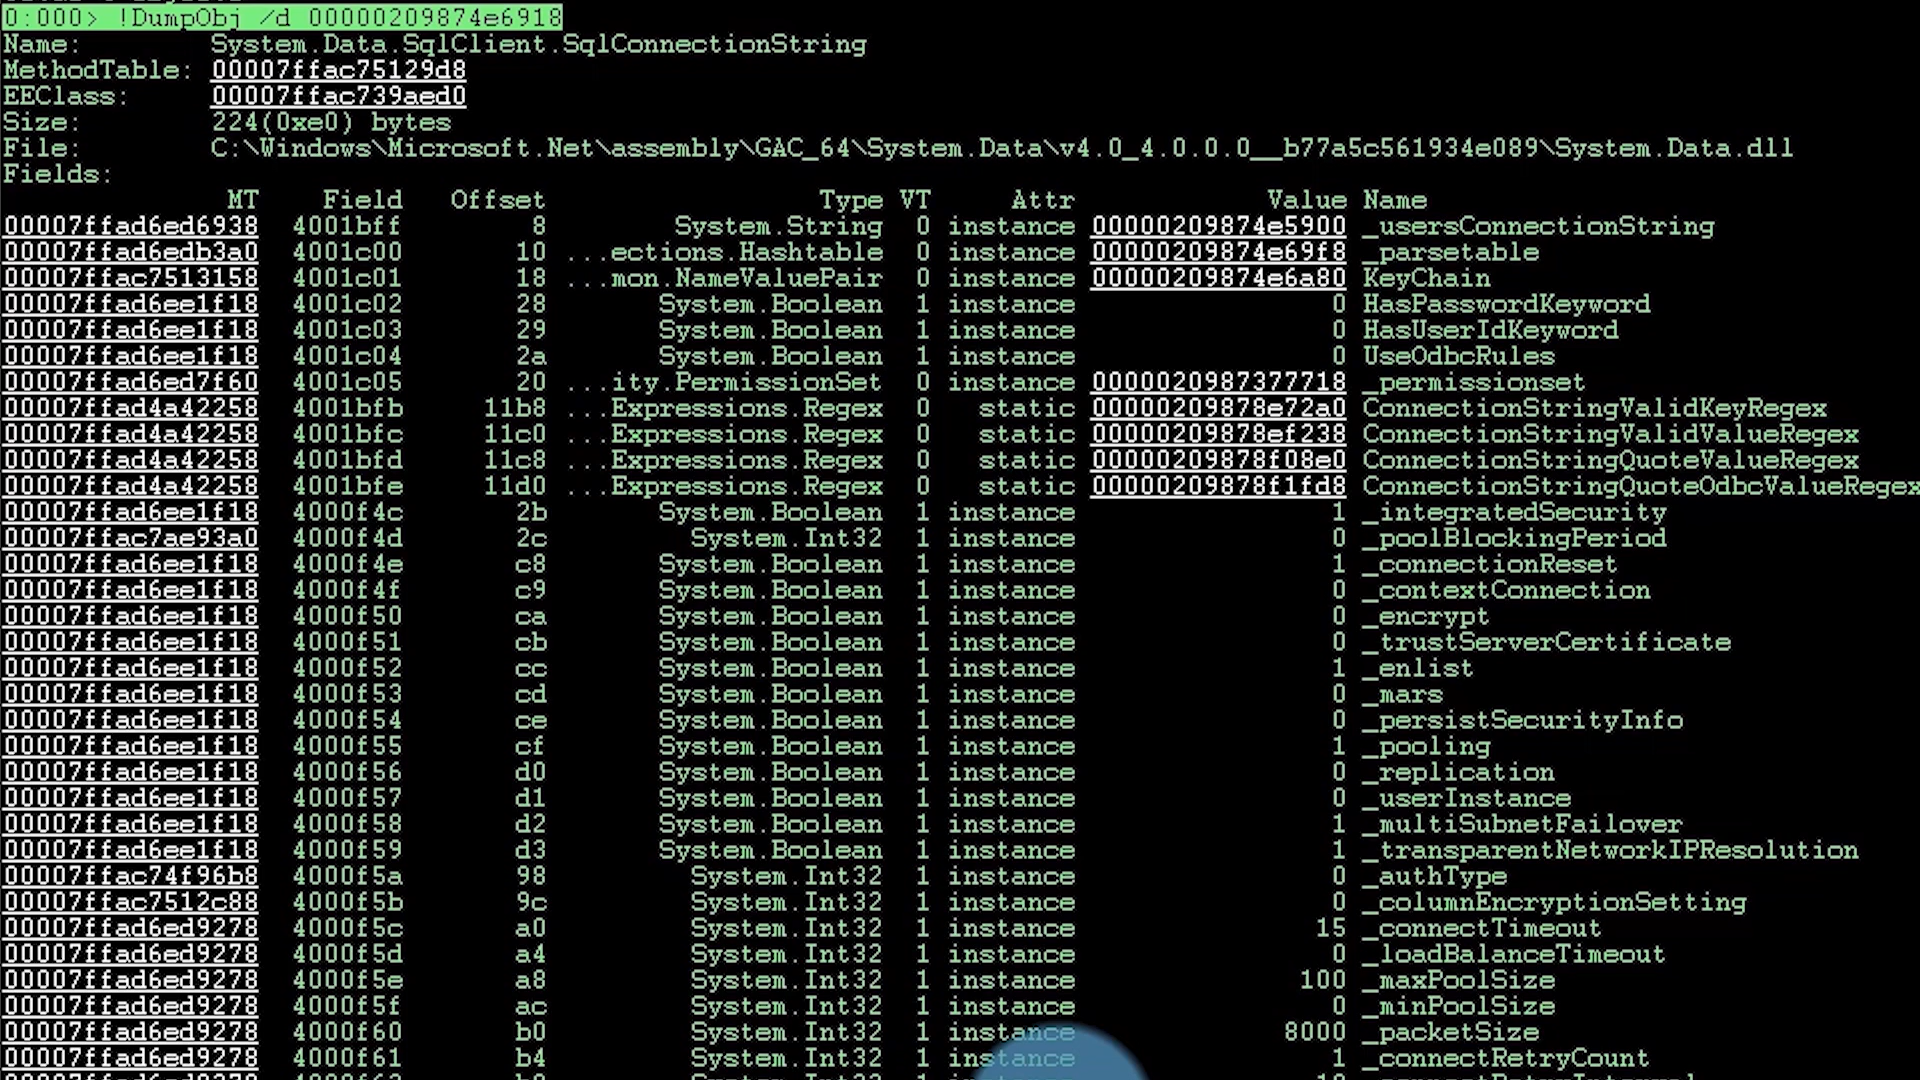 0:000> !DumpObj /d 00000209874e6918
Name: System.Data.SqlClient.SqlConnectionString
MethodTable: 00007ffac75129d8
EEClass: 00007ffac739aed0
Size: 224(0xe0) bytes
File: C:\Windows\Microsoft.Net\assembly\GAC_64\System.Data\v4.0_4.0.0.0__b77a5c561934e089\System.Data.dll
Fields:
MT Field Offset Type VT Attr Value Name
00007ffad6ed6938 4001bff 8 System.String 0 instance 00000209874e5900 _usersConnectionString
00007ffad6edb3a0 4001c00 10 ...ections.Hashtable 0 instance 00000209874e69f8 _parsetable
00007ffac7513158 4001c01 18 ...mon.NameValuePair 0 instance 00000209874e6a80 KeyChain
00007ffad6ee1f18 4001c02 28 System.Boolean 1 instance 0 HasPasswordKeyword
00007ffad6ee1f18 4001c03 29 System.Boolean 1 instance 0 HasUserIdKeyword
00007ffad6ee1f18 4001c04 2a System.Boolean 1 instance 0 UseOdbcRules
00007ffad6ed7f60 4001c05 20 ...ity.PermissionSet 0 instance 0000020987377718 _permissionset
00007ffad4a42258 4001bfb 11b8 ...Expressions.Regex 0 static 00000209878e72a0 ConnectionStringValidKeyRegex
00007ffad4a42258 4001bfc 11c0 ...Expressions.Regex 0 static 00000209878ef238 ConnectionStringValidValueRegex
00007ffad4a42258 4001bfd 11c8 ...Expressions.Regex 0 static 00000209878f08e0 ConnectionStringQuoteValueRegex
00007ffad4a42258 4001bfe 11d0 ...Expressions.Regex 0 static 00000209878f1fd8 ConnectionStringQuoteOdbcValueRegex
00007ffad6ee1f18 4000f4c 2b System.Boolean 1 instance 1 _integratedSecurity
00007ffac7ae93a0 4000f4d 2c System.Int32 1 instance 0 _poolBlockingPeriod
00007ffad6ee1f18 4000f4e c8 System.Boolean 1 instance 1 _connectionReset
00007ffad6ee1f18 4000f4f c9 System.Boolean 1 instance 0 _contextConnection
00007ffad6ee1f18 4000f50 ca System.Boolean 1 instance 0 _encrypt
00007ffad6ee1f18 4000f51 cb System.Boolean 1 instance 0 _trustServerCertificate
00007ffad6ee1f18 4000f52 cc System.Boolean 1 instance 1 _enlist
00007ffad6ee1f18 4000f53 cd System.Boolean 1 instance 0 _mars
00007ffad6ee1f18 4000f54 ce System.Boolean 1 instance 0 _persistSecurityInfo
00007ffad6ee1f18 4000f55 cf System.Boolean 1 instance 1 _pooling
00007ffad6ee1f18 4000f56 d0 System.Boolean 1 instance 0 _replication
00007ffad6ee1f18 4000f57 d1 System.Boolean 1 instance 0 _userInstance
00007ffad6ee1f18 4000f58 d2 System.Boolean 1 instance 1 _multiSubnetFailover
00007ffad6ee1f18 4000f59 d3 System.Boolean 1 instance 1 _transparentNetworkIPResolution
00007ffac74f96b8 4000f5a 98 System.Int32 1 instance 0 _authType
00007ffac7512c88 4000f5b 9c System.Int32 1 instance 0 _columnEncryptionSetting
00007ffad6ed9278 4000f5c a0 System.Int32 1 instance 15 _connectTimeout
00007ffad6ed9278 4000f5d a4 System.Int32 1 instance 0 _loadBalanceTimeout
00007ffad6ed9278 4000f5e a8 System.Int32 1 instance 100 _maxPoolSize
00007ffad6ed9278 4000f5f ac System.Int32 1 instance 0 _minPoolSize
00007ffad6ed9278 4000f60 b0 System.Int32 1 instance 8000 _packetSize
00007ffad6ed9278 4000f61 b4 System.Int32 1 instance 1 _connectRetryCount